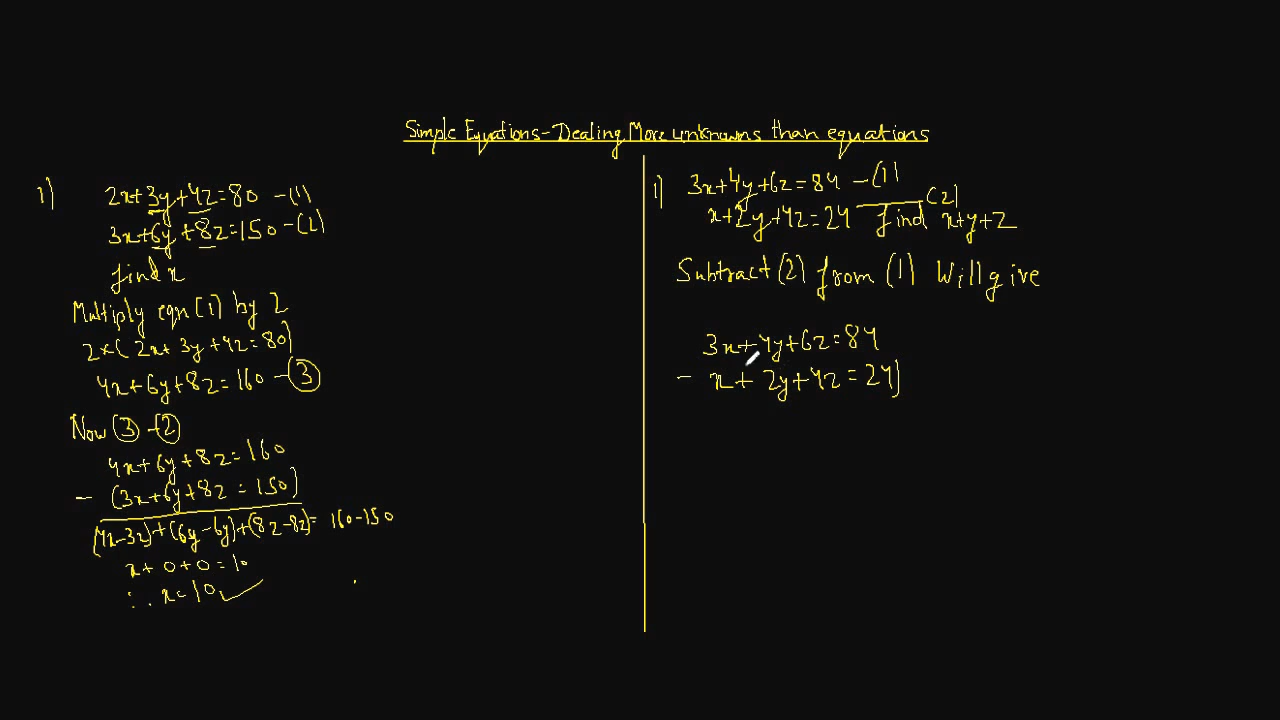 Simple Equations-Dealing More unknowns than equations
1) 2x+3y+4z=80 -(1)
3x+6y+8z=150-(2)
find x
Multiply eqn(1) by 2
2×(2x+3y+4z=80)
4x+6y+8z=160-③
Now ③-②
4x+6y+8z=160
- (3x+6y+8z=150)
(4x-3x)+(6y-6y)+(8z-8z)= 160-150
x+0+0=10
∴ x=10 ✓
1) 3x+4y+6z=84 -(1)
x+2y+4z=24 (2) find x+y+z
Subtract (2) from (1) Will give
3x+4y+6z=84
- x+2y+4z=24)